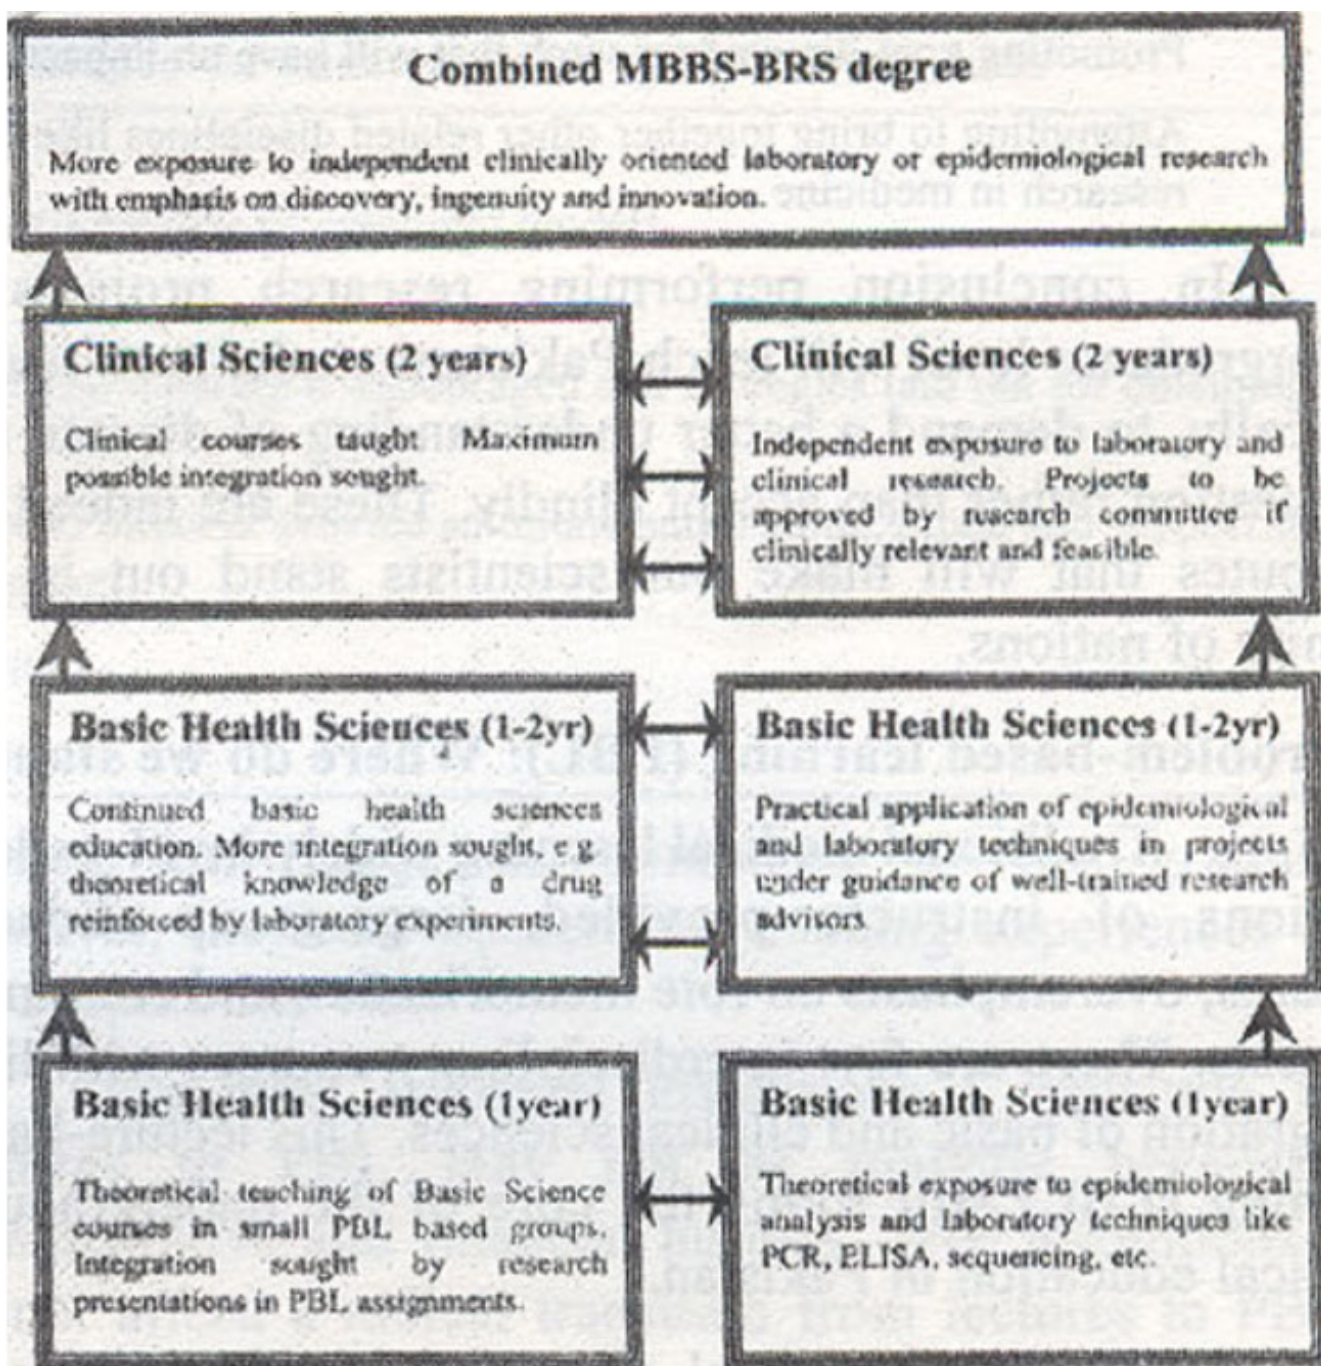 Combined MBBS-BRS degree
More exposure to independent clinically oriented laboratory or epidemiological research
with emphasis on discovery, ingenuity and innovation.
Clinical Sciences (2 years)
Clinical courses taught Maximum
possible integration sought.
Clinical Sciences (2 years)
Independent exposure to laboratory and
clinical research. Projects to be
approved by research committee if
clinically relevant and feasible.
Basic Health Sciences (1-2yr)
Continued basic health sciences
education. More integration sought, e g.
theoretical knowledge of a drug
reinforced by laboratory experiments.
Basic Health Sciences (1-2yr)
Practical application of epidemiological
and laboratory techniques in projects
under guidance of well-trained research
advisors.
Basic Health Sciences (1year)
Theoretical teaching of Basic Science
courses in small PBL based groups.
Integration sought by research
presentations in PBL assignments.
Basic Health Sciences (1year)
Theoretical exposure to epidemiological
analysis and laboratory techniques like
PCR, ELISA, sequencing, etc.